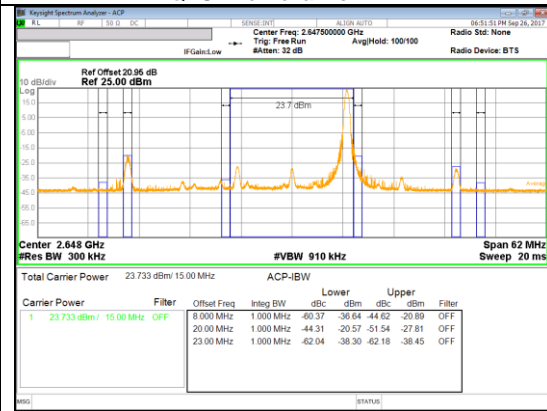 Keysight Spectrum Analyzer - ACP
RL RF 50 Ω DC SENSE:INT ALIGN AUTO 06:51:51 PM Sep 26, 2017
Center Freq: 2.647500000 GHz Radio Std: None
Trig: Free Run Avg|Hold: 100/100
IFGain:Low #Atten: 32 dB Radio Device: BTS
Ref Offset 20.95 dB
10 dB/div Ref 25.00 dBm
Log
15.0
23.7 dBm
5.00
-5.00
-15.0
-25.0
-35.0
Average
-45.0
-55.0
-65.0
Center 2.648 GHz Span 62 MHz
#Res BW 300 kHz #VBW 910 kHz Sweep 20 ms
Total Carrier Power 23.733 dBm/ 15.00 MHz ACP-IBW
Lower Upper
Carrier Power Filter Offset Freq Integ BW dBc dBm dBc dBm Filter
1 23.733 dBm / 15.00 MHz OFF 8.000 MHz 1.000 MHz -60.37 -36.64 -44.62 -20.89 OFF
20.00 MHz 1.000 MHz -44.31 -20.57 -51.54 -27.81 OFF
23.00 MHz 1.000 MHz -62.04 -38.30 -62.18 -38.45 OFF
MSG STATUS